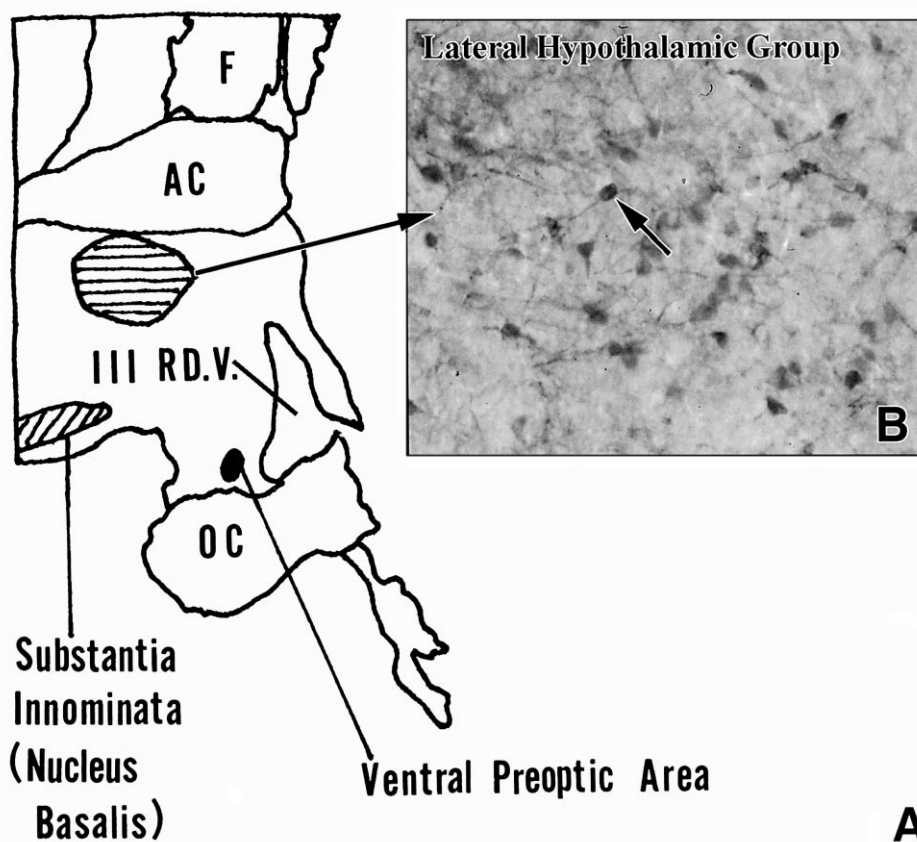 F
Lateral Hypothalamic Group
AC
III RD.V.
B
OC
Substantia
Innominata
(Nucleus
Basalis)
Ventral Preoptic Area
A